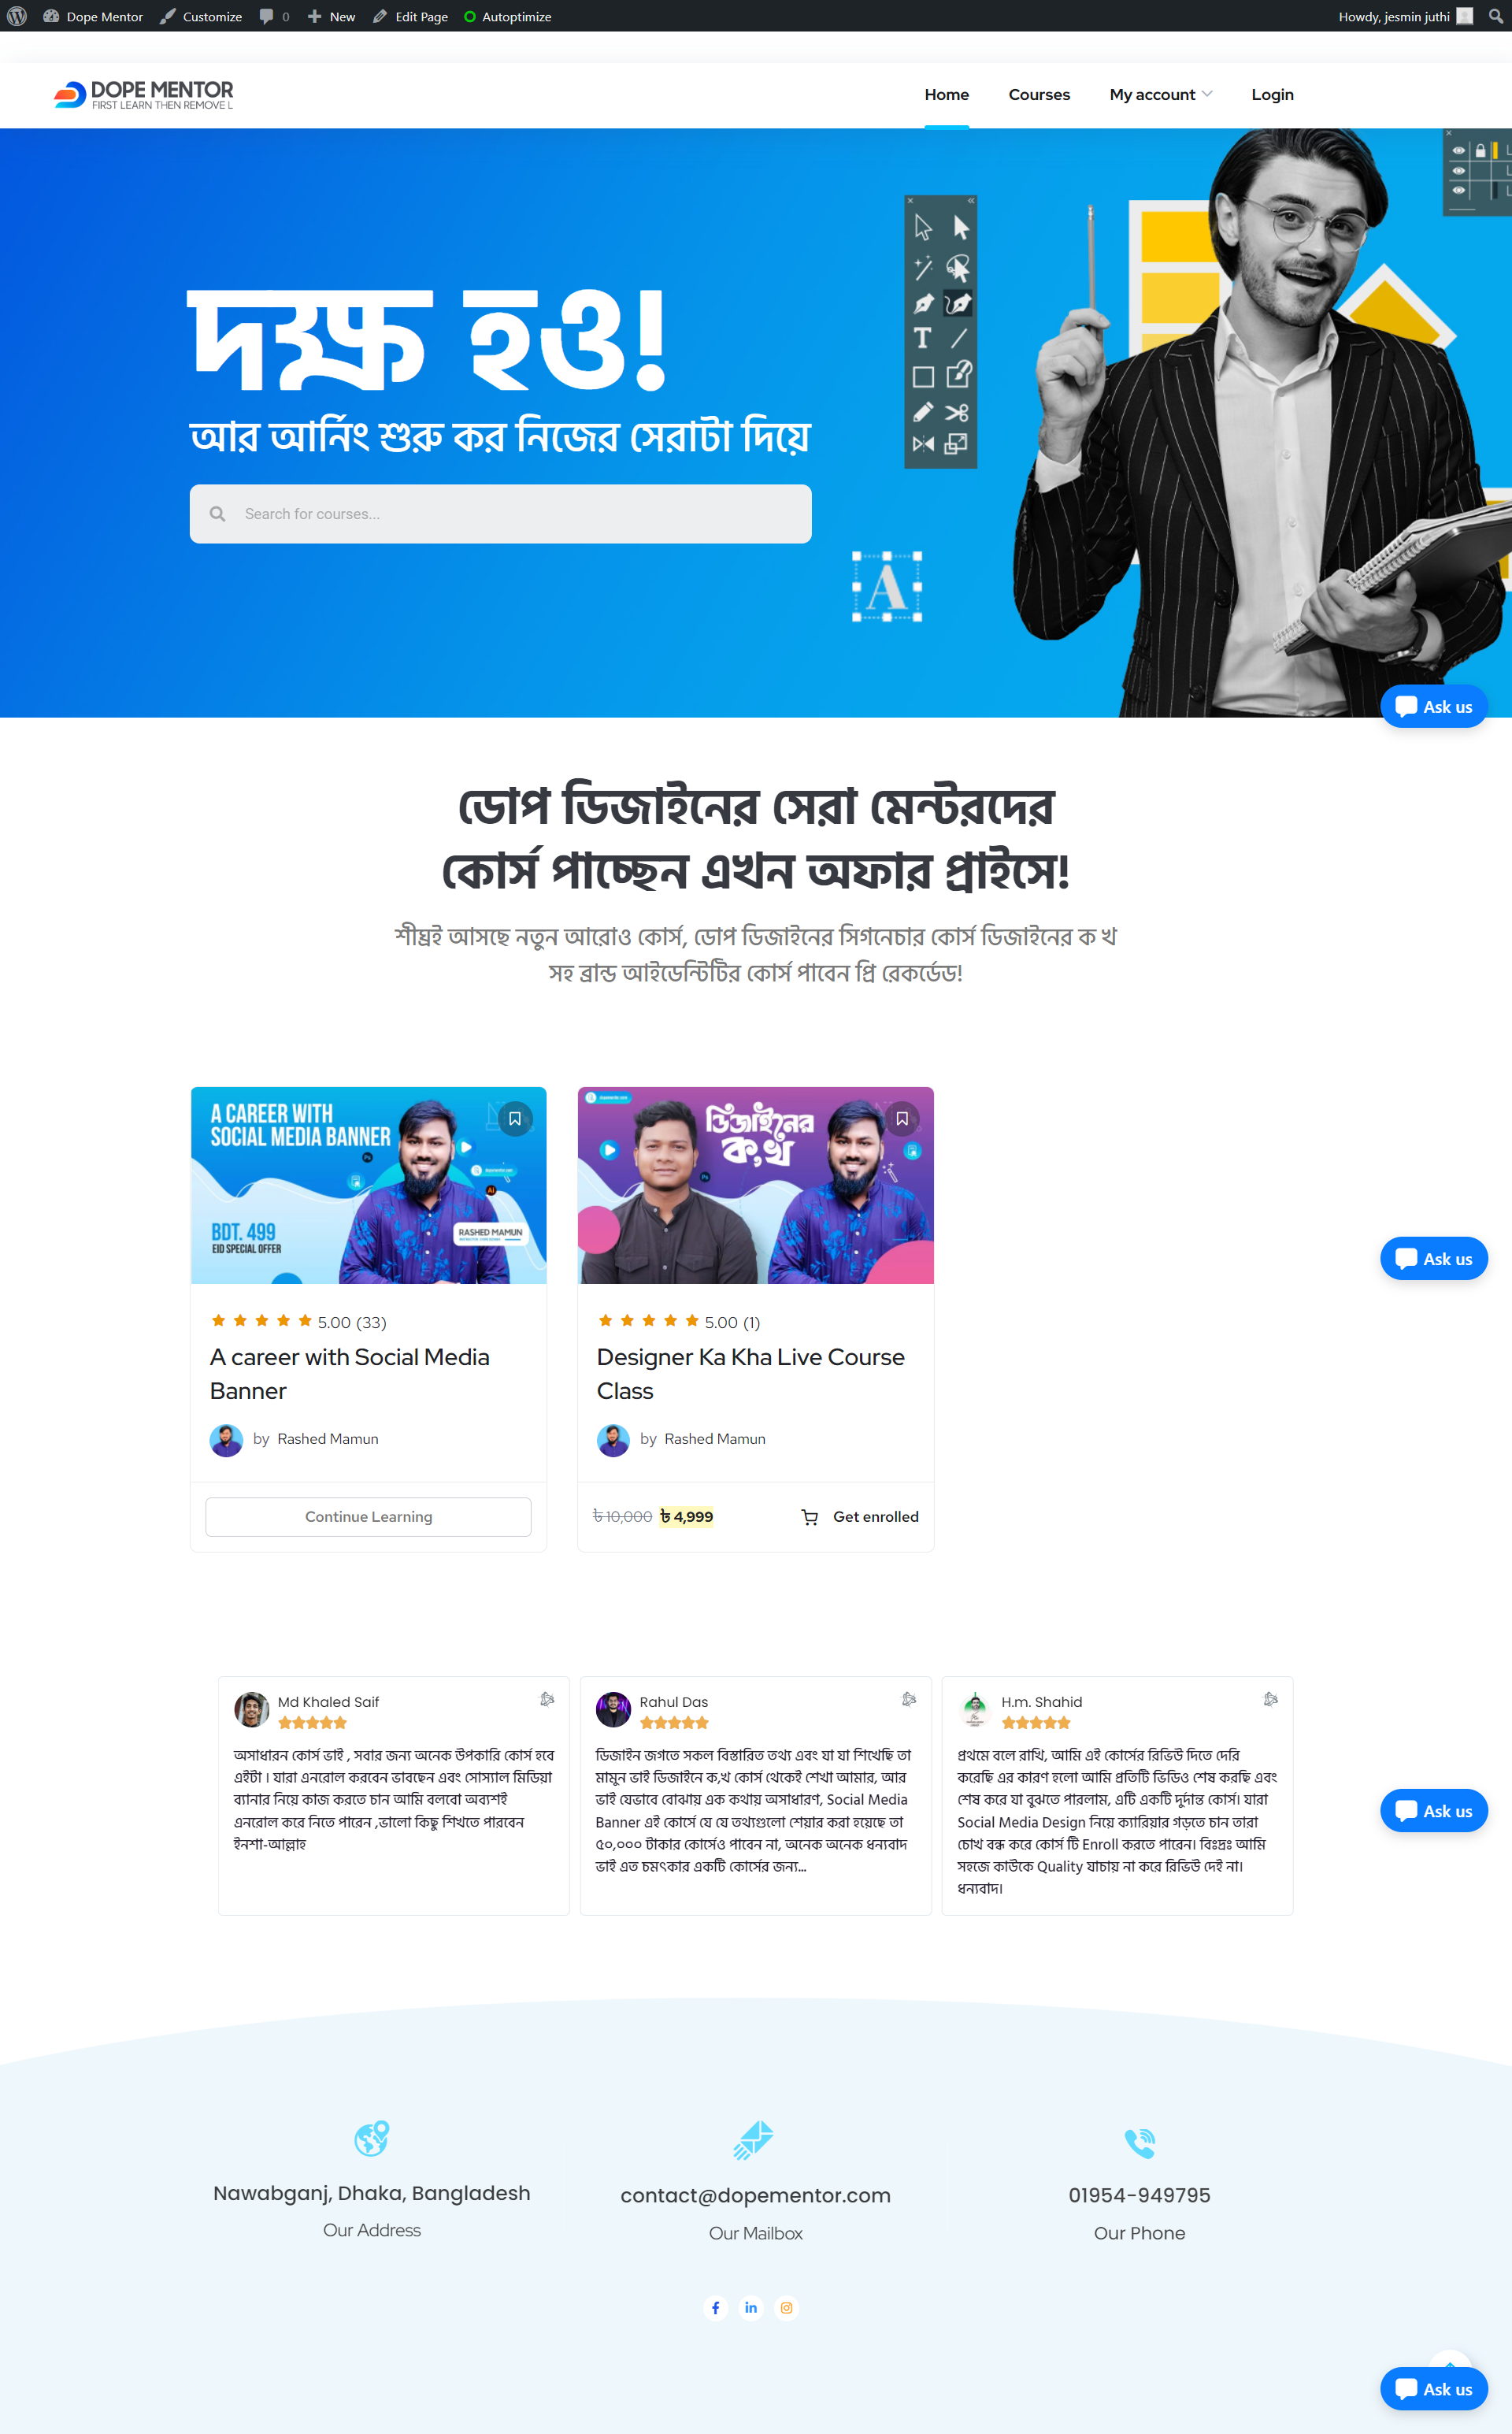 Dope Mentor
Customize
0
New
Edit Page
Autoptimize
Howdy, jesmin juthi
DOPE MENTOR
FIRST LEARN THEN REMOVE L
Home
Courses
My account
Login
দক্ষ হও!
আর আর্নিং শুরু কর নিজের সেরাটা দিয়ে
Search for courses...
T
A
Ask us
ডোপ ডিজাইনের সেরা মেন্টরদের
কোর্স পাচ্ছেন এখন অফার প্রাইসে!
শীঘ্রই আসছে নতুন আরোও কোর্স, ডোপ ডিজাইনের সিগনেচার কোর্স ডিজাইনের ক খ
সহ ব্রান্ড আইডেন্টিটির কোর্স পাবেন প্রি রেকর্ডেড!
A CAREER WITH
SOCIAL MEDIA BANNER
BDT. 499
EID SPECIAL OFFER
RASHED MAMUN
ডিজাইনের
ক,খ
Ask us
5.00 (33)
A career with Social Media
Banner
by Rashed Mamun
Continue Learning
5.00 (1)
Designer Ka Kha Live Course
Class
by Rashed Mamun
৳ 10,000 ৳ 4,999
Get enrolled
Md Khaled Saif
অসাধারন কোর্স ভাই , সবার জন্য অনেক উপকারি কোর্স হবে
এইটা । যারা এনরোল করবেন ভাবছেন এবং সোস্যাল মিডিয়া
ব্যানার নিয়ে কাজ করতে চান আমি বলবো অব্যশই
এনরোল করে নিতে পারেন ,ভালো কিছু শিখতে পারবেন
ইনশা-আল্লাহ
Rahul Das
ডিজাইন জগতে সকল বিস্তারিত তথ্য এবং যা যা শিখেছি তা
মামুন ভাই ডিজাইনে ক,খ কোর্স থেকেই শেখা আমার, আর
ভাই যেভাবে বোঝায় এক কথায় অসাধারণ, Social Media
Banner এই কোর্সে যে যে তথ্যগুলো শেয়ার করা হয়েছে তা
৫০,০০০ টাকার কোর্সেও পাবেন না, অনেক অনেক ধন্যবাদ
ভাই এত চমৎকার একটি কোর্সের জন্য...
H.m. Shahid
প্রথমে বলে রাখি, আমি এই কোর্সের রিভিউ দিতে দেরি
করেছি এর কারণ হলো আমি প্রতিটি ভিডিও শেষ করছি এবং
শেষ করে যা বুঝতে পারলাম, এটি একটি দুর্দান্ত কোর্স। যারা
Social Media Design নিয়ে ক্যারিয়ার গড়তে চান তারা
চোখ বন্ধ করে কোর্স টি Enroll করতে পারেন। বিঃদ্রঃ আমি
সহজে কাউকে Quality যাচায় না করে রিভিউ দেই না।
ধন্যবাদ।
Ask us
Nawabganj, Dhaka, Bangladesh
Our Address
contact@dopementor.com
Our Mailbox
01954-949795
Our Phone
Ask us